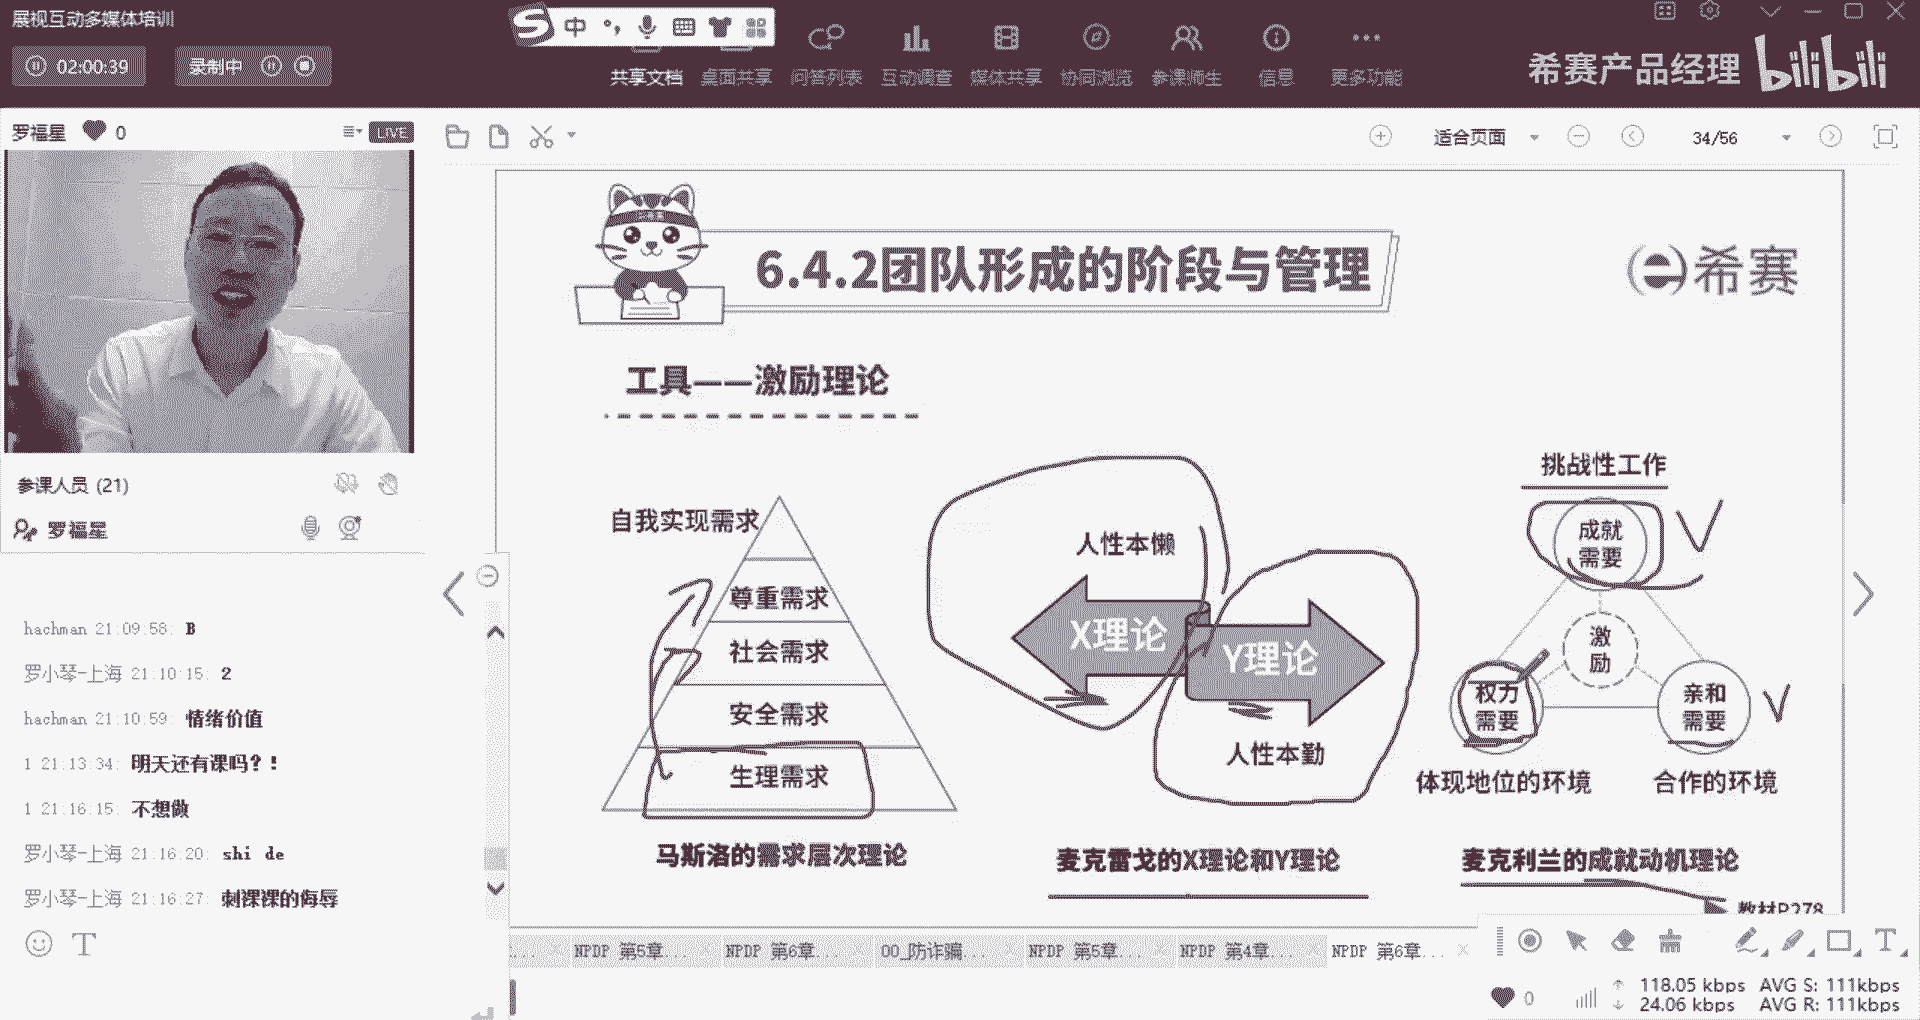 展视互动多媒体培训
02:00:39
录制中
中
共享文档 桌面共享 问答列表 互动调查 媒体共享 协同浏览 参课师生 信息 更多功能
希赛产品经理 bilibili
罗福星 0 LIVE
适合页面
34/56
6.4.2团队形成的阶段与管理
希赛
工具——激励理论
自我实现需求
尊重需求
社会需求
安全需求
生理需求
马斯洛的需求层次理论
人性本懒
X理论
Y理论
人性本勤
麦克雷戈的X理论和Y理论
挑战性工作
成就
需要
激
励
权力
需要
亲和
需要
体现地位的环境
合作的环境
麦克利兰的成就动机理论
教材P278
参课人员 (21)
罗福星
hachman 21:09:58: B
罗小琴-上海 21:10:15: 2
hachman 21:10:59: 情绪价值
1 21:13:34: 明天还有课吗？！
1 21:16:15: 不想做
罗小琴-上海 21:16:20: shi de
罗小琴-上海 21:16:27: 刺裸裸的侮辱
T
... NPDP 第5章... NPDP 第6章... 00_防诈骗... NPDP 第5章... NPDP 第4章... NPDP 第6章...
T
0
118.05 kbps AVG S: 111kbps
24.06 kbps AVG R: 111kbps